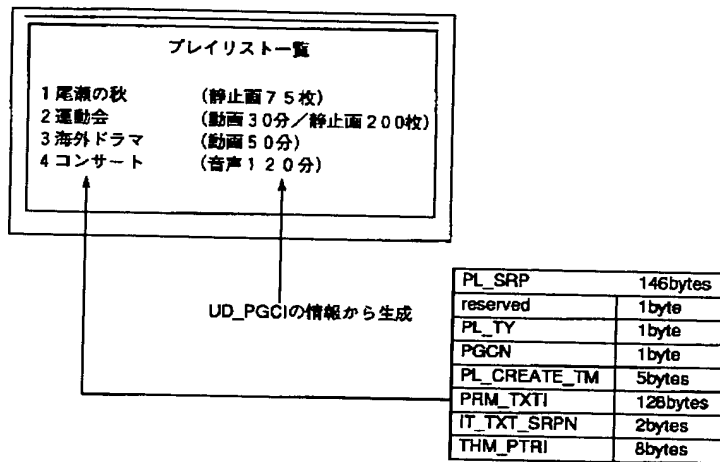 プレイリスト一覧
1 尾瀬の秋 (静止画75枚)
2 運動会 (動画30分/静止画200枚)
3 海外ドラマ (動画50分)
4 コンサート (音声120分)
UD_PGCIの情報から生成
PL_SRP 146bytes
reserved 1byte
PL_TY 1byte
PGCN 1byte
PL_CREATE_TM 5bytes
PRM_TXTI 128bytes
IT_TXT_SRPN 2bytes
THM_PTRI 8bytes